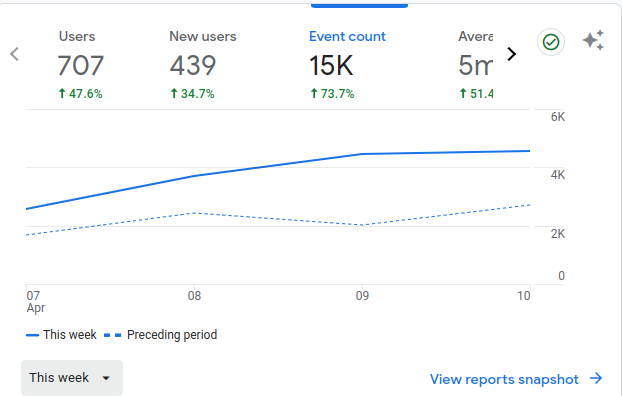 Users
New users
Event count
Avera
707
439
15K
5m
47.6%
34.7%
73.7%
51.4
6K
4K
2K
0
07
Apr
08
09
10
This week
Preceding period
This week
View reports snapshot